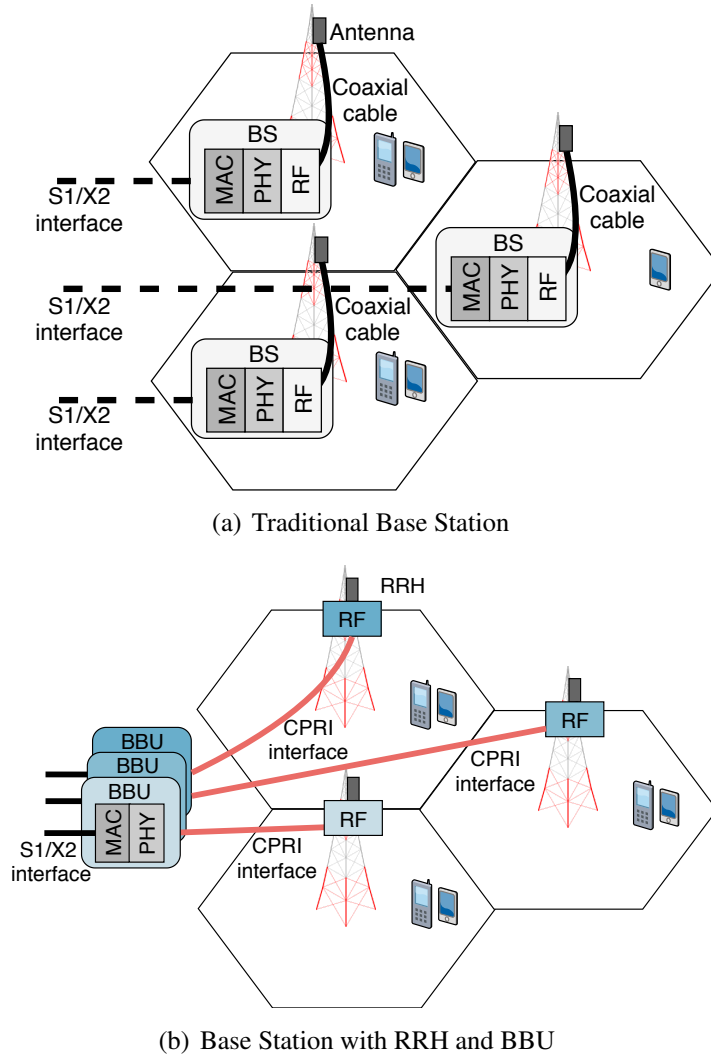 Antenna
Coaxial
cable
BS
MAC
PHY
RF
S1/X2
interface
Coaxial
cable
BS
MAC
PHY
RF
S1/X2
interface
Coaxial
cable
BS
MAC
PHY
RF
S1/X2
interface
(a) Traditional Base Station
RRH
RF
CPRI
interface
RF
CPRI
interface
BBU
BBU
BBU
MAC
PHY
S1/X2
interface
RF
CPRI
interface
(b) Base Station with RRH and BBU